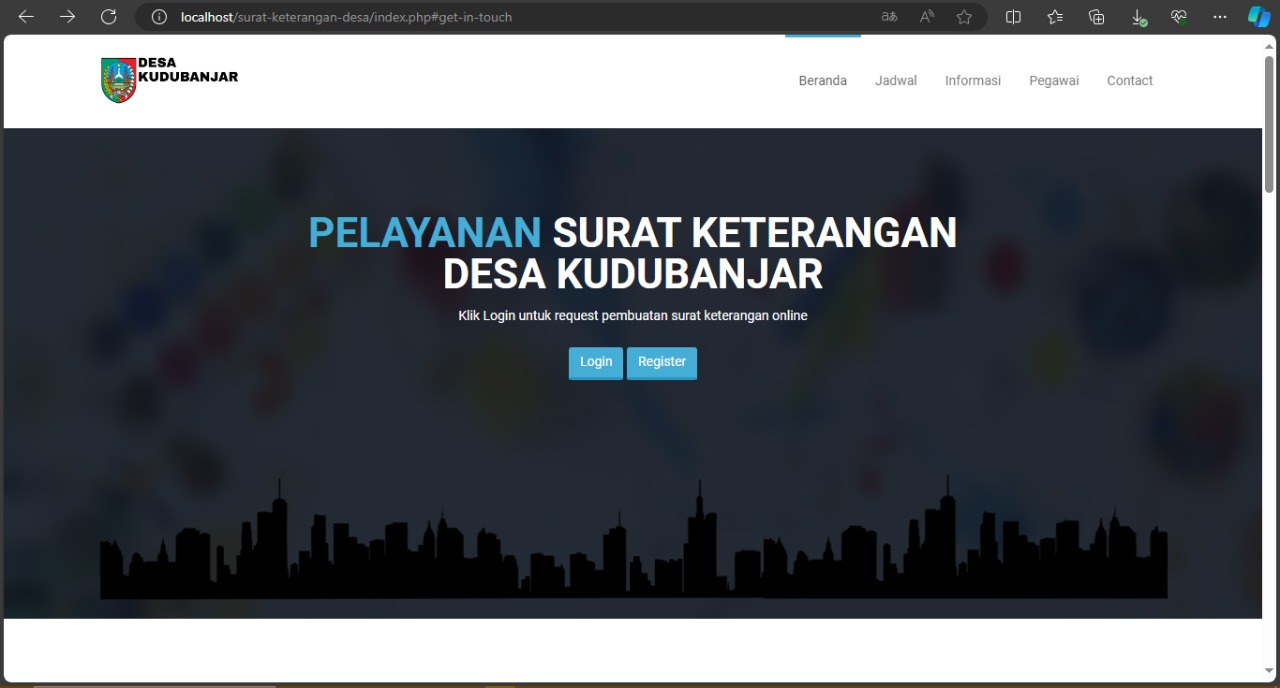 localhost/surat-keterangan-desa/index.php#get-in-touch
DESA
KUDUBANJAR
Beranda Jadwal Informasi Pegawai Contact
PELAYANAN SURAT KETERANGAN
DESA KUDUBANJAR
Klik Login untuk request pembuatan surat keterangan online
Login Register